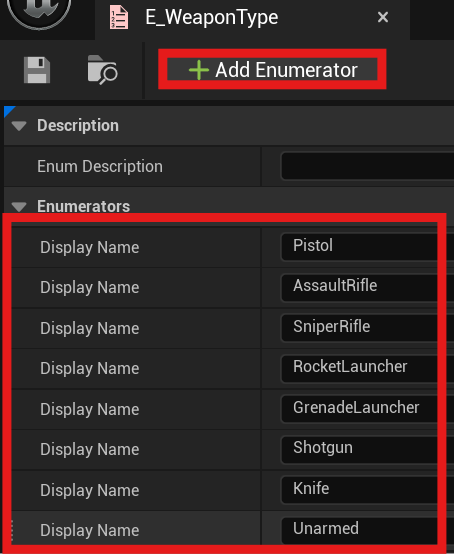 E_WeaponType
Add Enumerator
Description
Enum Description
Enumerators
Display Name Pistol
Display Name AssaultRifle
Display Name SniperRifle
Display Name RocketLauncher
Display Name GrenadeLauncher
Display Name Shotgun
Display Name Knife
Display Name Unarmed